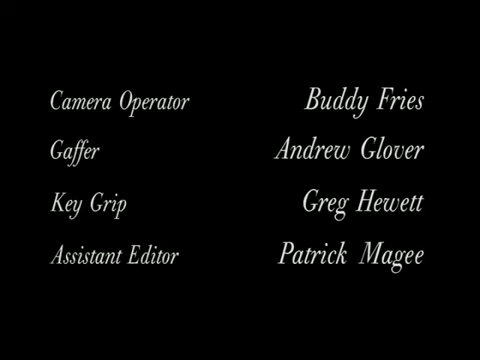 Camera Operator Buddy Fries
Gaffer Andrew Glover
Key Grip Greg Hewett
Assistant Editor Patrick Magee